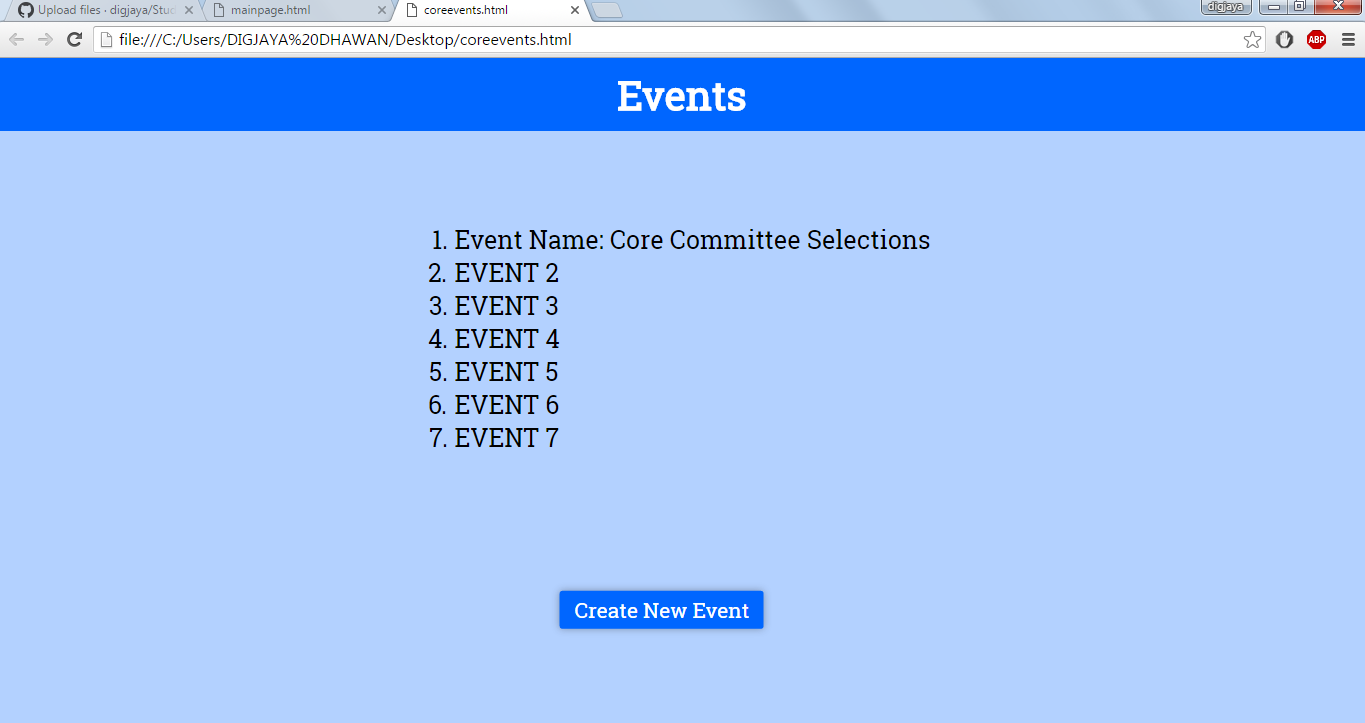 Upload files · digjaya/Stud
mainpage.html
coreevents.html
digjaya
file:///C:/Users/DIGJAYA%20DHAWAN/Desktop/coreevents.html
ABP
Events
1. Event Name: Core Committee Selections
2. EVENT 2
3. EVENT 3
4. EVENT 4
5. EVENT 5
6. EVENT 6
7. EVENT 7
Create New Event